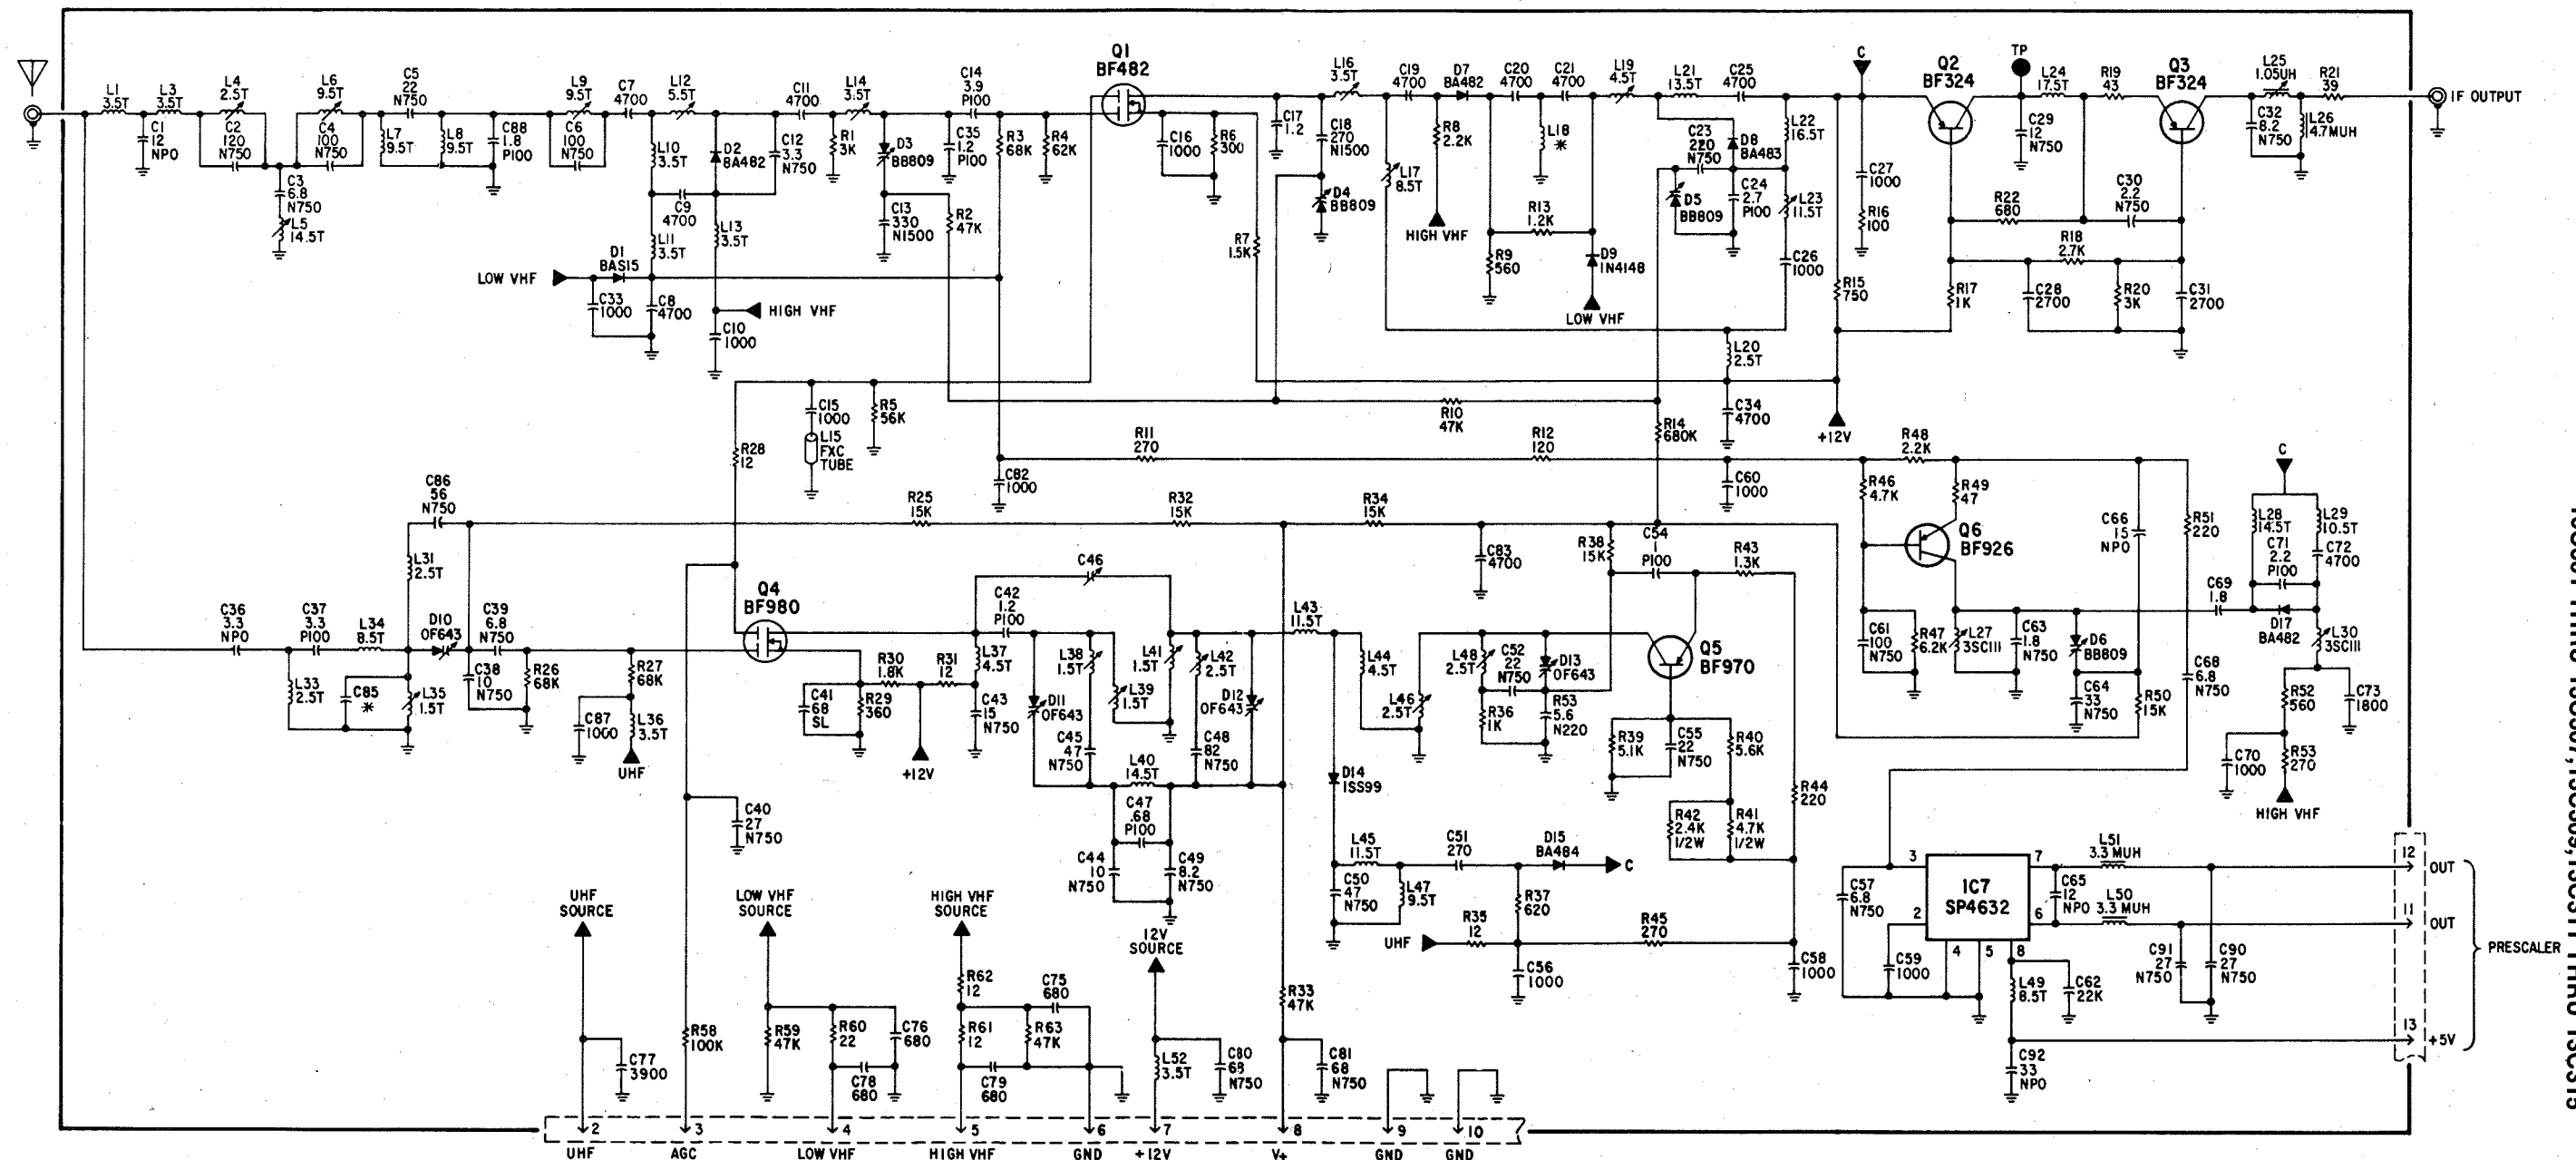 Q1
BF482
Q2
BF324
TP
Q3
BF324
C
L1
3.5T
L3
3.5T
L4
2.5T
L6
9.5T
C5
22
N750
L9
9.5T
C7
4700
L12
5.5T
C11
4700
L14
3.5T
C14
3.9
P100
L16
3.5T
C19
4700
D7
BA482
C20
4700
C21
4700
L19
4.5T
L21
13.5T
C25
4700
L24
17.5T
R19
43
L25
1.05UH
R21
39
IF OUTPUT
C1
12
NPO
C2
120
N750
C4
100
N750
L7
9.5T
L8
9.5T
C88
1.8
P100
C6
100
N750
L10
3.5T
D2
BA482
C12
3.3
N750
R1
3K
D3
BB809
C35
1.2
P100
R3
68K
R4
62K
C16
1000
R6
300
C17
1.2
C18
270
N1500
R8
2.2K
L18
*
C23
220
N750
D8
BA483
L22
16.5T
C27
1000
C29
12
N750
C32
8.2
N750
L26
4.7MUH
C3
6.8
N750
L5
14.5T
C9
4700
L11
3.5T
L13
3.5T
C13
330
N1500
R2
47K
R7
1.5K
D4
BB809
L17
8.5T
HIGH VHF
R13
1.2K
R9
560
D9
1N4148
LOW VHF
D5
BB809
C24
2.7
P100
L23
11.5T
C26
1000
R16
100
R22
680
C30
2.2
N750
R18
2.7K
R17
1K
C28
2700
R20
3K
C31
2700
R15
750
LOW VHF
D1
BAS15
C33
1000
C8
4700
HIGH VHF
C10
1000
L20
2.5T
C15
1000
L15
FXC
TUBE
R5
56K
R28
12
R10
47K
C34
4700
R14
680K
+12V
R11
270
R12
120
C82
1000
C60
1000
R48
2.2K
R46
4.7K
R49
47
Q6
BF926
C66
15
NPO
R51
220
C
L28
14.5T
L29
10.5T
C71
2.2
P100
C72
4700
C86
56
N750
R25
15K
R32
15K
R34
15K
C83
4700
R38
15K
C54
1
P100
R43
1.3K
L31
2.5T
Q4
BF980
C46
C42
1.2
P100
C36
3.3
NPO
C37
3.3
P100
L34
8.5T
D10
OF643
C39
6.8
N750
L33
2.5T
C85
*
L35
1.5T
C38
10
N750
R26
68K
R27
68K
C87
1000
L36
3.5T
UHF
C41
68
SL
R30
1.8K
R29
360
R31
12
+12V
L37
4.5T
C43
15
N750
D11
OF643
L38
1.5T
L39
1.5T
L41
1.5T
L42
2.5T
D12
OF643
C45
47
N750
C48
82
N750
L40
14.5T
C47
.68
P100
C44
10
N750
C49
8.2
N750
L43
11.5T
L44
4.5T
L46
2.5T
L48
2.5T
C52
22
N750
D13
OF643
R36
1K
R53
5.6
N220
Q5
BF970
R39
5.1K
C55
22
N750
R40
5.6K
R42
2.4K
1/2W
R41
4.7K
1/2W
R44
220
D14
ISS99
L45
11.5T
C51
270
D15
BA484
C
C50
47
N750
L47
9.5T
R37
620
UHF
R35
12
R45
270
C56
1000
C58
1000
C61
100
N750
R47
6.2K
L27
3SCIII
C63
1.8
N750
D6
BB809
C64
33
N750
R50
15K
C68
6.8
N750
C69
1.8
D17
BA482
L30
3SCIII
R52
560
C73
1800
C70
1000
R53
270
HIGH VHF
C40
27
N750
UHF
SOURCE
LOW VHF
SOURCE
HIGH VHF
SOURCE
12V
SOURCE
C77
3900
R58
100K
R59
47K
R60
22
C76
680
C78
680
R62
12
R61
12
C75
680
R63
47K
C79
680
L52
3.5T
C80
68
N750
R33
47K
C81
68
N750
3
2
4
5
8
7
6
IC7
SP4632
C57
6.8
N750
C59
1000
L49
8.5T
C62
22K
C92
33
NPO
C65
12
NPO
L51
3.3 MUH
L50
3.3 MUH
C91
27
N750
C90
27
N750
12
OUT
11
OUT
13
+5V
PRESCALER
2
3
4
5
6
7
8
9
10
UHF
AGC
LOW VHF
HIGH VHF
GND
+12V
V+
GND
GND